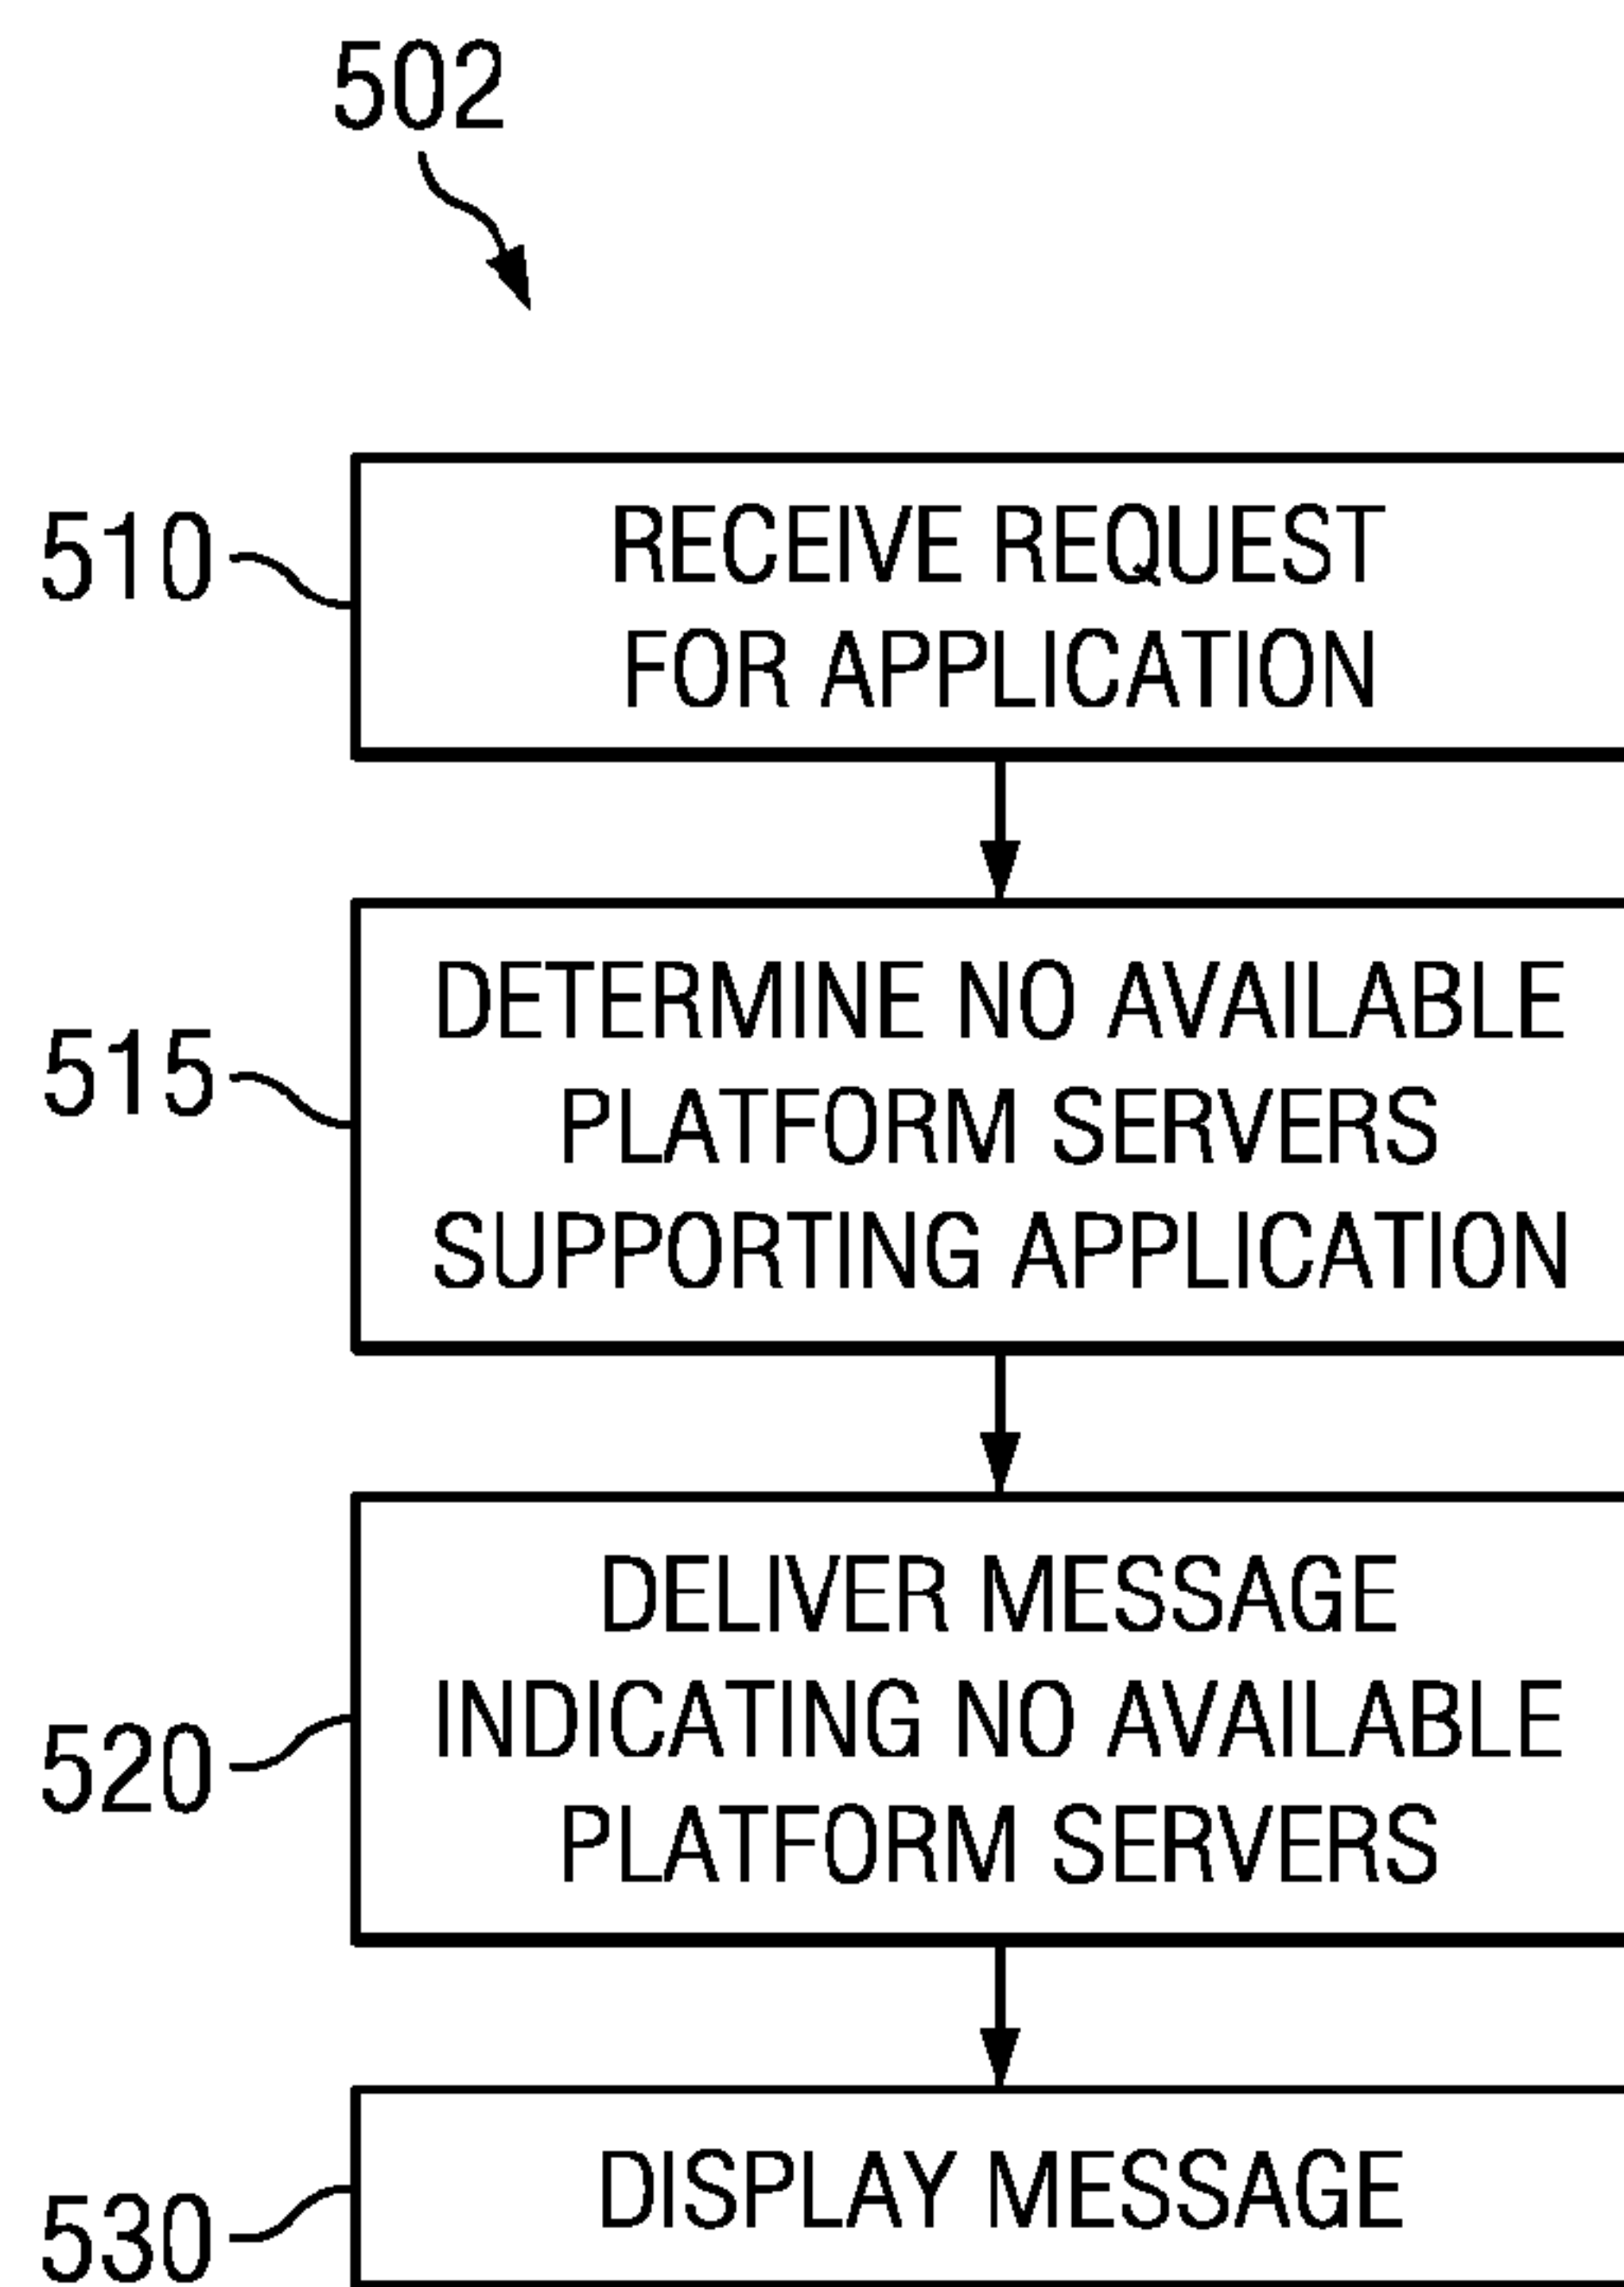 502
510
RECEIVE REQUEST
FOR APPLICATION
515
DETERMINE NO AVAILABLE
PLATFORM SERVERS
SUPPORTING APPLICATION
520
DELIVER MESSAGE
INDICATING NO AVAILABLE
PLATFORM SERVERS
530
DISPLAY MESSAGE